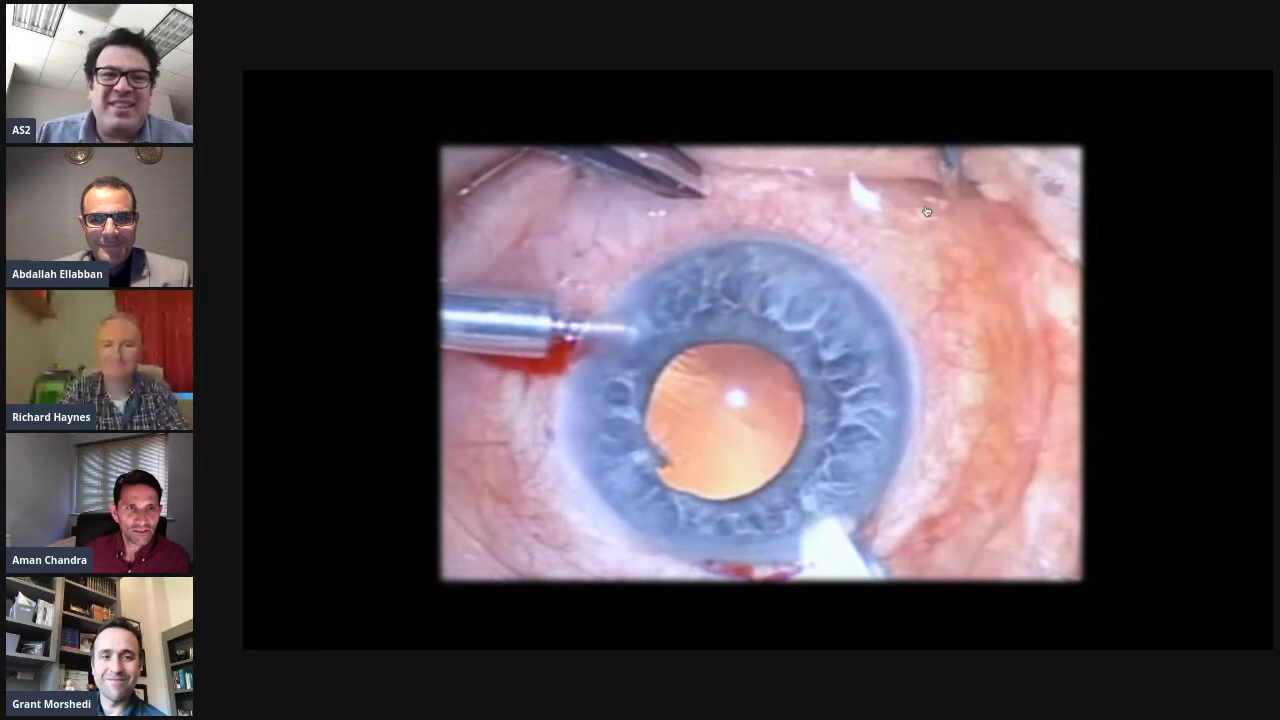 AS2
Abdallah Ellabban
Richard Haynes
Aman Chandra
Grant Morshedi